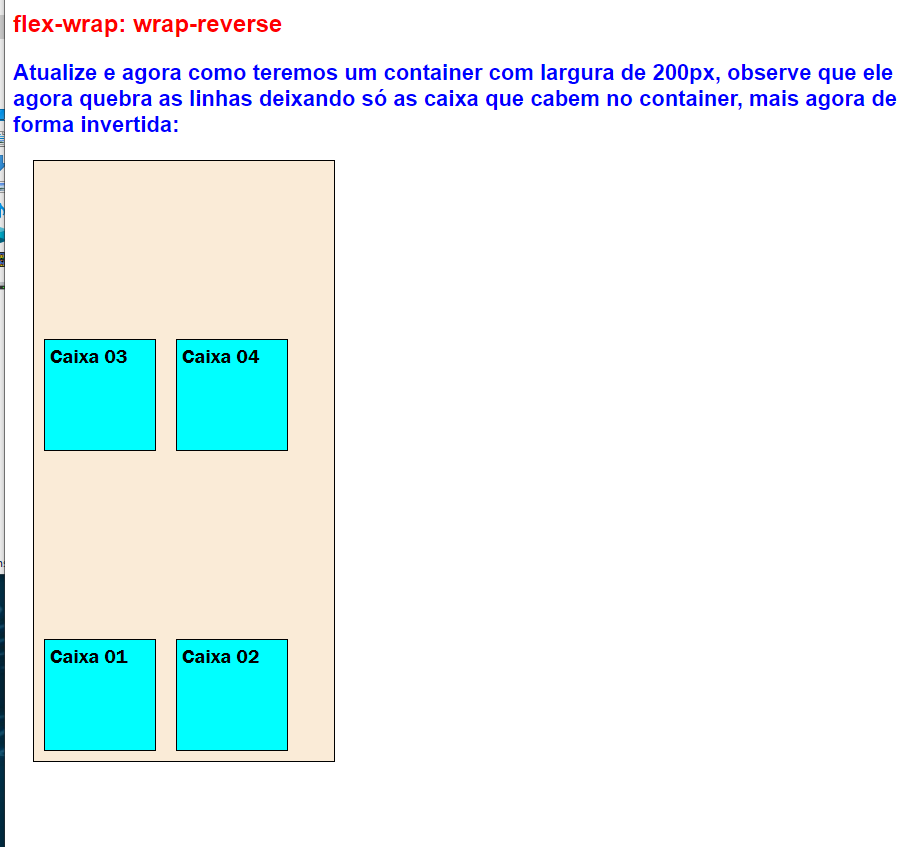 flex-wrap: wrap-reverse
Atualize e agora como teremos um container com largura de 200px, observe que ele
agora quebra as linhas deixando só as caixa que cabem no container, mais agora de
forma invertida:
Caixa 03 Caixa 04
Caixa 01 Caixa 02